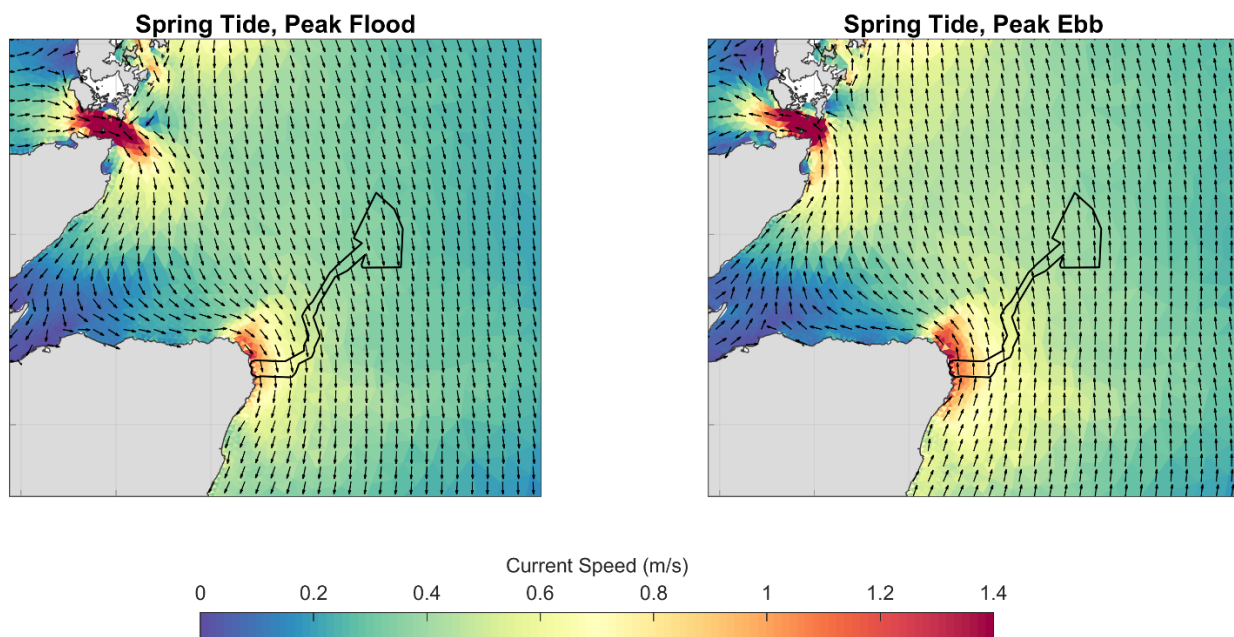 Spring Tide, Peak Flood
Spring Tide, Peak Ebb
Current Speed (m/s)
0 0.2 0.4 0.6 0.8 1 1.2 1.4